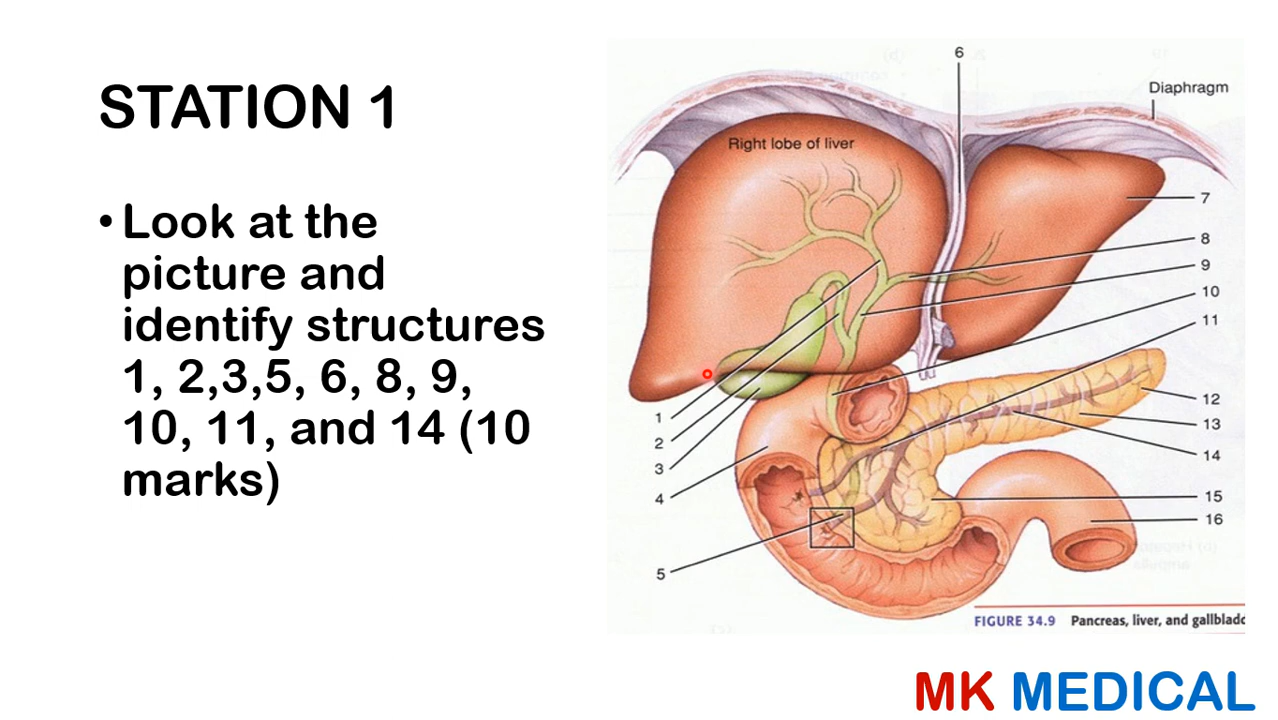 STATION 1
• Look at the
picture and
identify structures
1, 2,3,5, 6, 8, 9,
10, 11, and 14 (10
marks)
6
Diaphragm
Right lobe of liver
7
8
9
10
11
1
2
3
4
5
12
13
14
15
16
FIGURE 34.9 Pancreas, liver, and gallbladd
MK MEDICAL